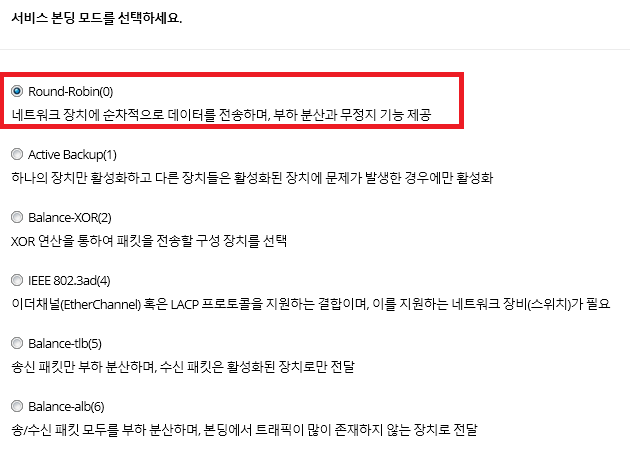 서비스 본딩 모드를 선택하세요.
Round-Robin(0)
네트워크 장치에 순차적으로 데이터를 전송하며, 부하 분산과 무정지 기능 제공
Active Backup(1)
하나의 장치만 활성화하고 다른 장치들은 활성화된 장치에 문제가 발생한 경우에만 활성화
Balance-XOR(2)
XOR 연산을 통하여 패킷을 전송할 구성 장치를 선택
IEEE 802.3ad(4)
이더채널(EtherChannel) 혹은 LACP 프로토콜을 지원하는 결합이며, 이를 지원하는 네트워크 장비(스위치)가 필요
Balance-tlb(5)
송신 패킷만 부하 분산하며, 수신 패킷은 활성화된 장치로만 전달
Balance-alb(6)
송/수신 패킷 모두를 부하 분산하며, 본딩에서 트래픽이 많이 존재하지 않는 장치로 전달